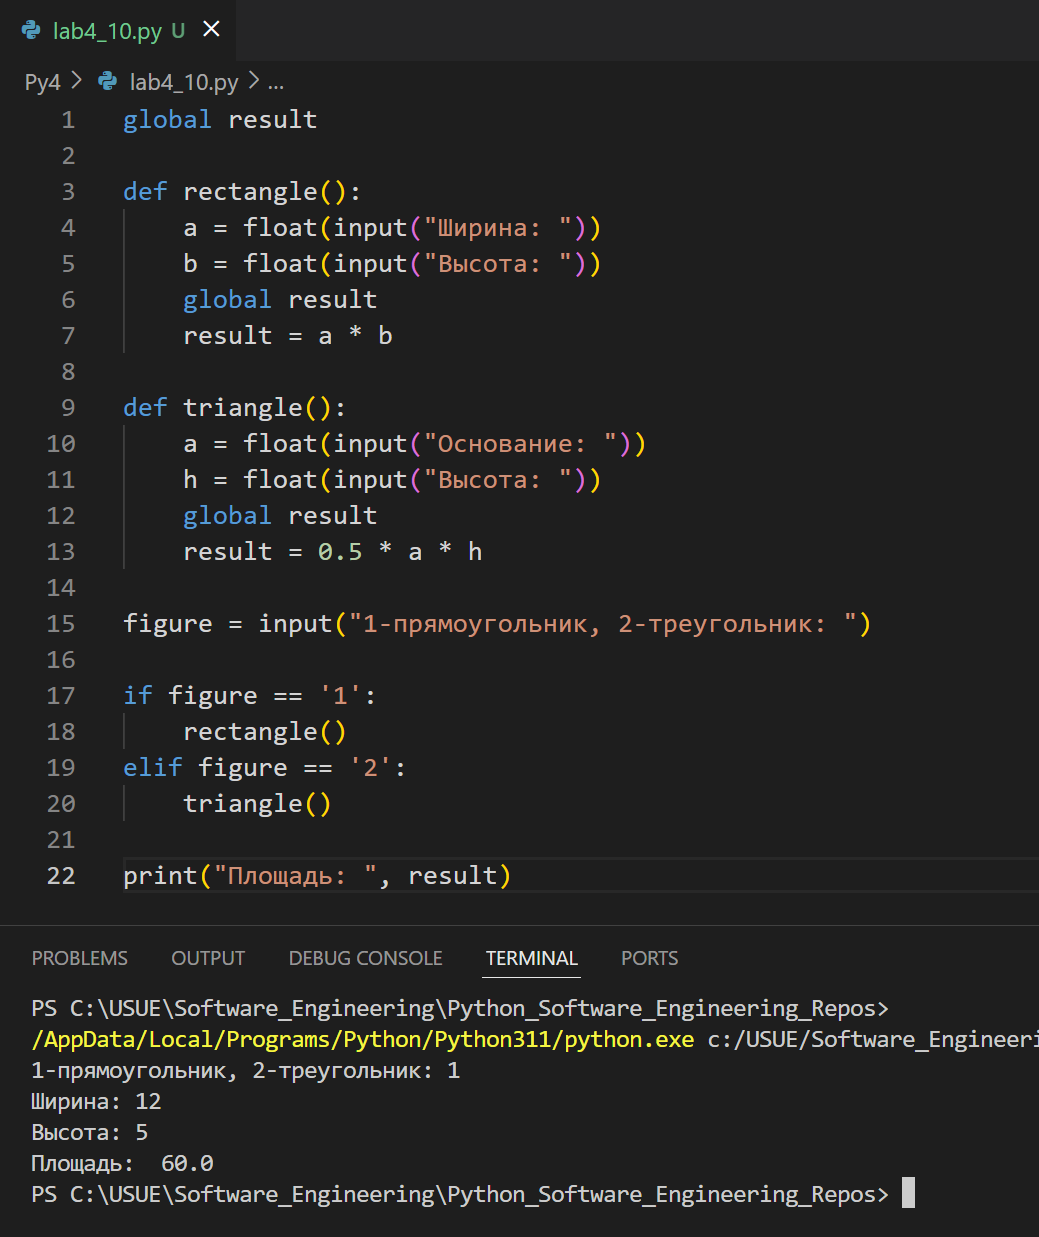 lab4_10.py U ×
Py4 > lab4_10.py > ...
1 global result
2
3 def rectangle():
4     a = float(input("Ширина: "))
5     b = float(input("Высота: "))
6     global result
7     result = a * b
8
9 def triangle():
10     a = float(input("Основание: "))
11     h = float(input("Высота: "))
12     global result
13     result = 0.5 * a * h
14
15 figure = input("1-прямоугольник, 2-треугольник: ")
16
17 if figure == '1':
18     rectangle()
19 elif figure == '2':
20     triangle()
21
22 print("Площадь: ", result)
PROBLEMS OUTPUT DEBUG CONSOLE TERMINAL PORTS
PS C:\USUE\Software_Engineering\Python_Software_Engineering_Repos>
/AppData/Local/Programs/Python/Python311/python.exe c:/USUE/Software_Engineeri
1-прямоугольник, 2-треугольник: 1
Ширина: 12
Высота: 5
Площадь:  60.0
PS C:\USUE\Software_Engineering\Python_Software_Engineering_Repos>